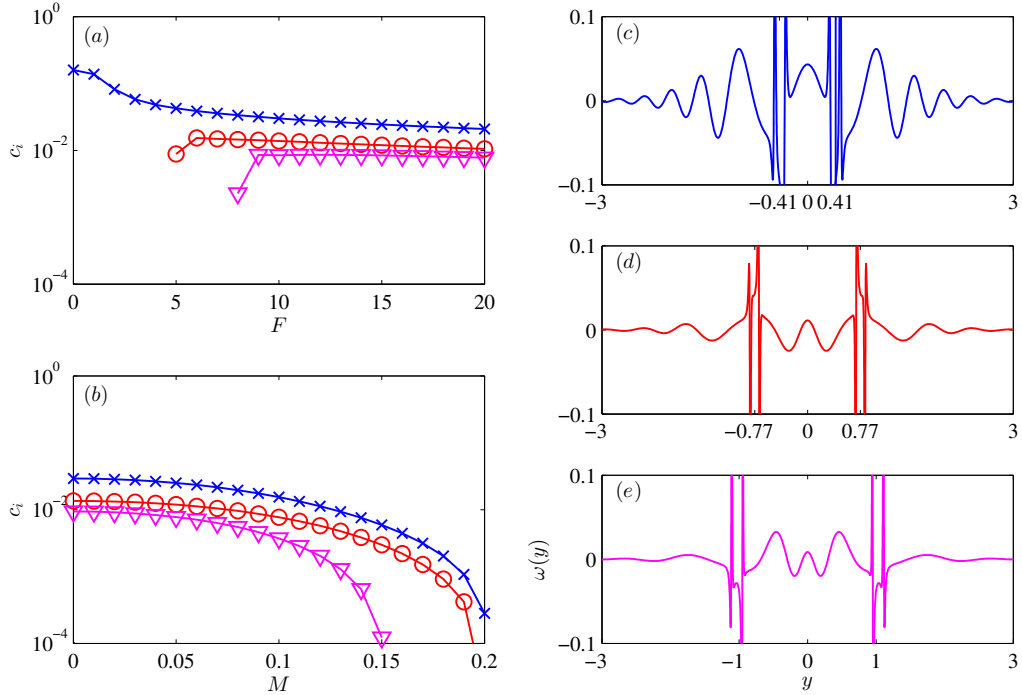 (a)
10^0
10^{-2}
10^{-4}
c_i
0 5 10 15 20
F
(b)
10^0
10^{-2}
10^{-4}
c_i
0 0.05 0.1 0.15 0.2
M
(c)
0.1
0
−0.1
−3 −0.41 0 0.41 3
(d)
0.1
0
−0.1
−3 −0.77 0 0.77 3
(e)
0.1
0
−0.1
ω(y)
−3 −1 0 1 3
y